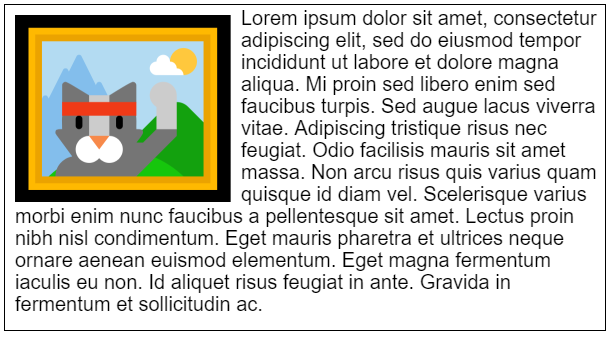 Lorem ipsum dolor sit amet, consectetur
adipiscing elit, sed do eiusmod tempor
incididunt ut labore et dolore magna
aliqua. Mi proin sed libero enim sed
faucibus turpis. Sed augue lacus viverra
vitae. Adipiscing tristique risus nec
feugiat. Odio facilisis mauris sit amet
massa. Non arcu risus quis varius quam
quisque id diam vel. Scelerisque varius
morbi enim nunc faucibus a pellentesque sit amet. Lectus proin
nibh nisl condimentum. Eget mauris pharetra et ultrices neque
ornare aenean euismod elementum. Eget magna fermentum
iaculis eu non. Id aliquet risus feugiat in ante. Gravida in
fermentum et sollicitudin ac.